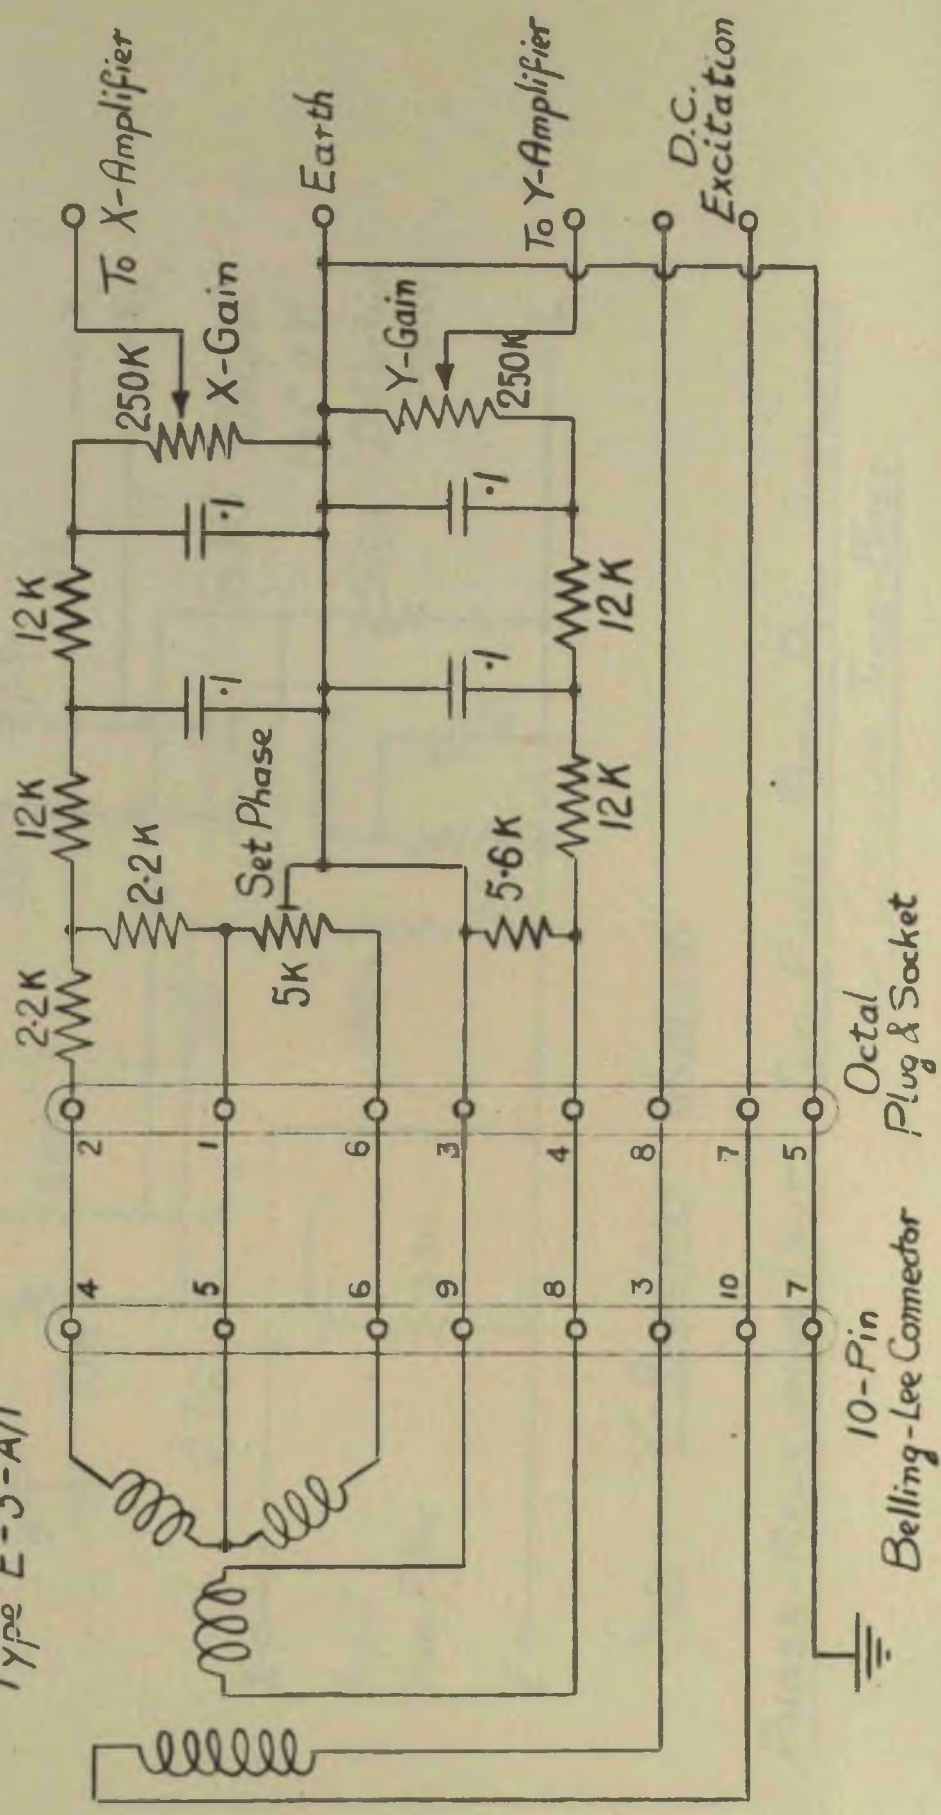 Type
2·2K
12K
12K
4
2
2·2K
·1
·1
250K
X-Gain
To X-Amplifier
5
1
5K
Set Phase
Earth
6
6
9
3
5·6K
·1
·1
Y-Gain
250K
To Y-Amplifier
8
4
12K
12K
3
8
D.C.
Excitation
10
7
7
5
10-Pin
Belling-Lee Connector
Octal
Plug & Socket